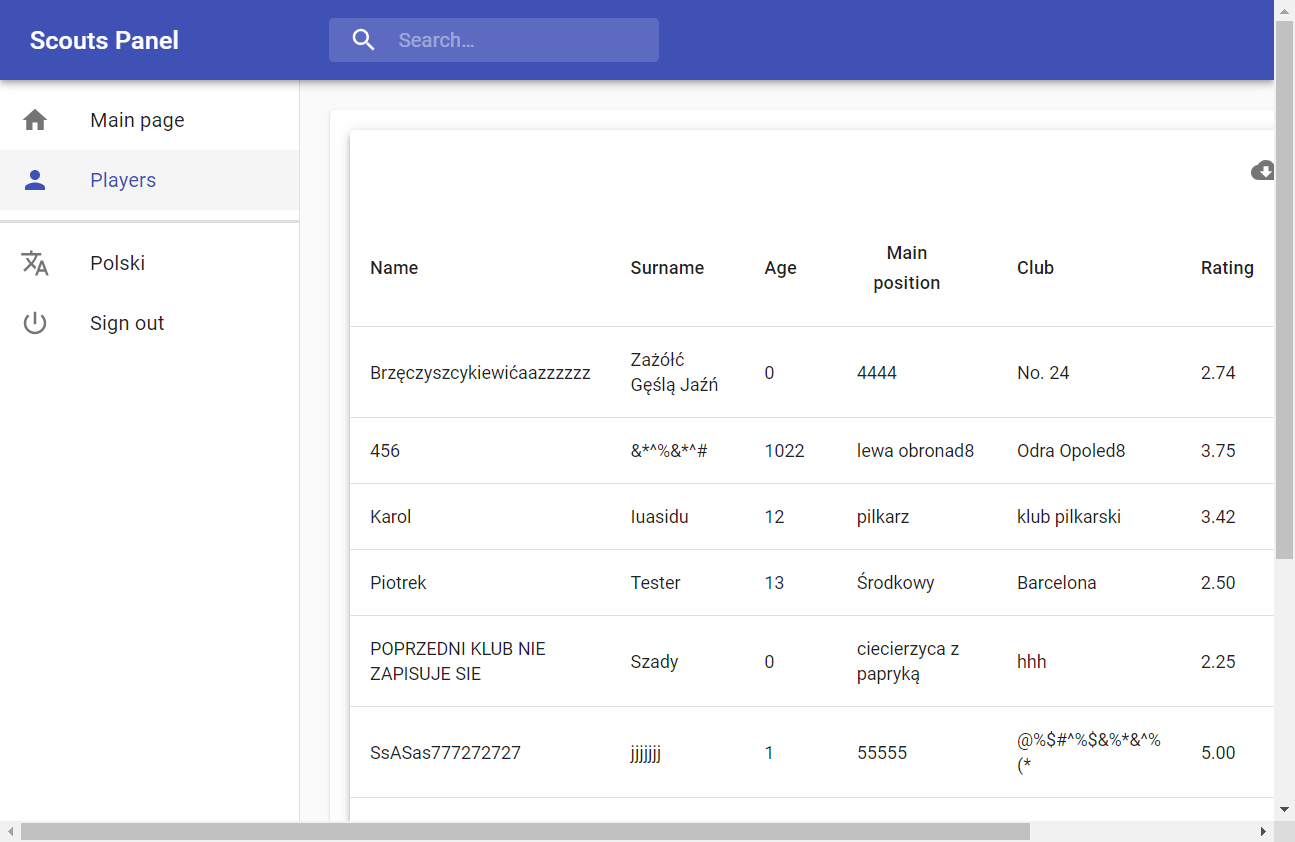 Scouts Panel
Search…
Main page
Players
Polski
Sign out
Name Surname Age Main position Club Rating
Brzęczyszcykiewićaazzzzzz Zażółć Gęślą Jaźń 0 4444 No. 24 2.74
456 &*^%&*^# 1022 lewa obronad8 Odra Opoled8 3.75
Karol Iuasidu 12 pilkarz klub pilkarski 3.42
Piotrek Tester 13 Środkowy Barcelona 2.50
POPRZEDNI KLUB NIE ZAPISUJE SIE Szady 0 ciecierzyca z papryką hhh 2.25
SsASas777272727 jjjjjjj 1 55555 @%$#^%$&%*&^%(* 5.00